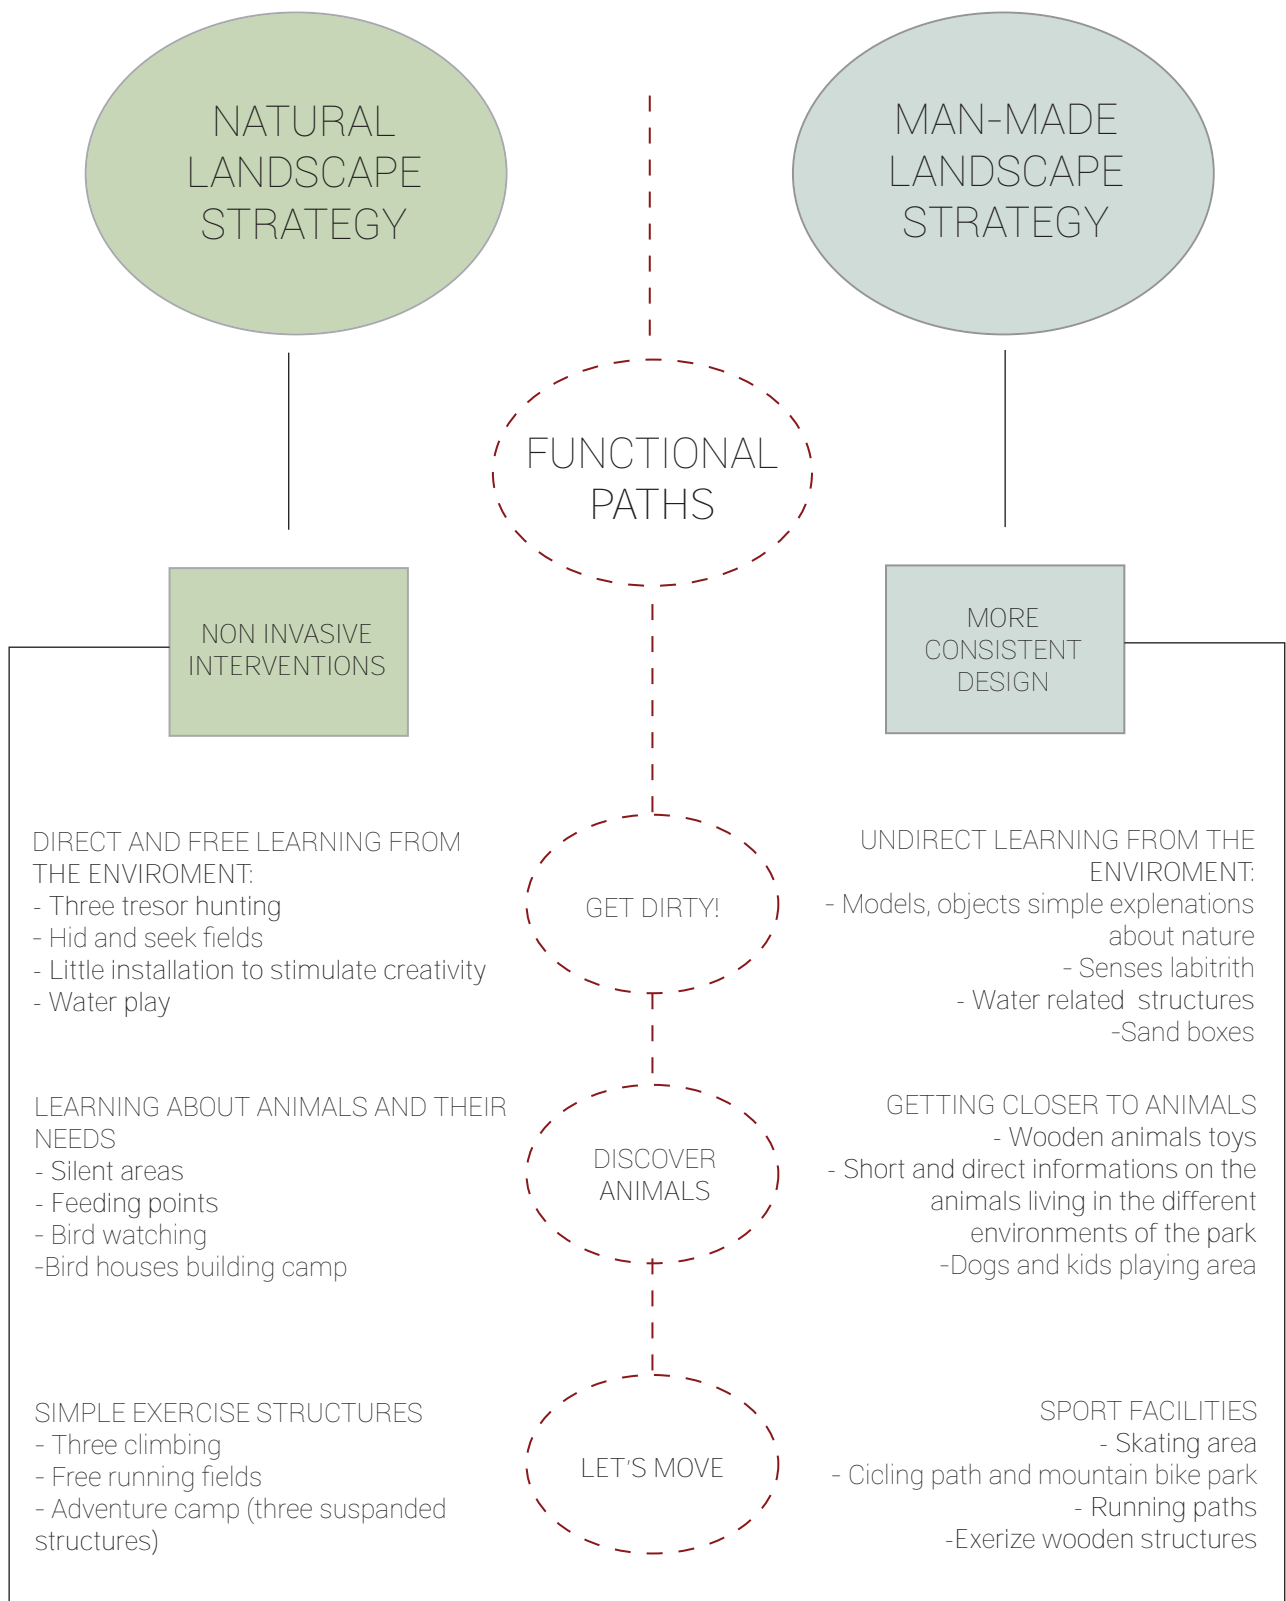 NATURAL
LANDSCAPE
STRATEGY
MAN-MADE
LANDSCAPE
STRATEGY
FUNCTIONAL
PATHS
NON INVASIVE
INTERVENTIONS
MORE
CONSISTENT
DESIGN
DIRECT AND FREE LEARNING FROM
THE ENVIROMENT:
- Three tresor hunting
- Hid and seek fields
- Little installation to stimulate creativity
- Water play
GET DIRTY!
UNDIRECT LEARNING FROM THE
ENVIROMENT:
- Models, objects simple explenations
about nature
- Senses labitrith
- Water related  structures
-Sand boxes
LEARNING ABOUT ANIMALS AND THEIR
NEEDS
- Silent areas
- Feeding points
- Bird watching
-Bird houses building camp
DISCOVER
ANIMALS
GETTING CLOSER TO ANIMALS
- Wooden animals toys
- Short and direct informations on the
animals living in the different
environments of the park
-Dogs and kids playing area
SIMPLE EXERCISE STRUCTURES
- Three climbing
- Free running fields
- Adventure camp (three suspanded
structures)
LET'S MOVE
SPORT FACILITIES
- Skating area
- Cicling path and mountain bike park
- Running paths
-Exerize wooden structures